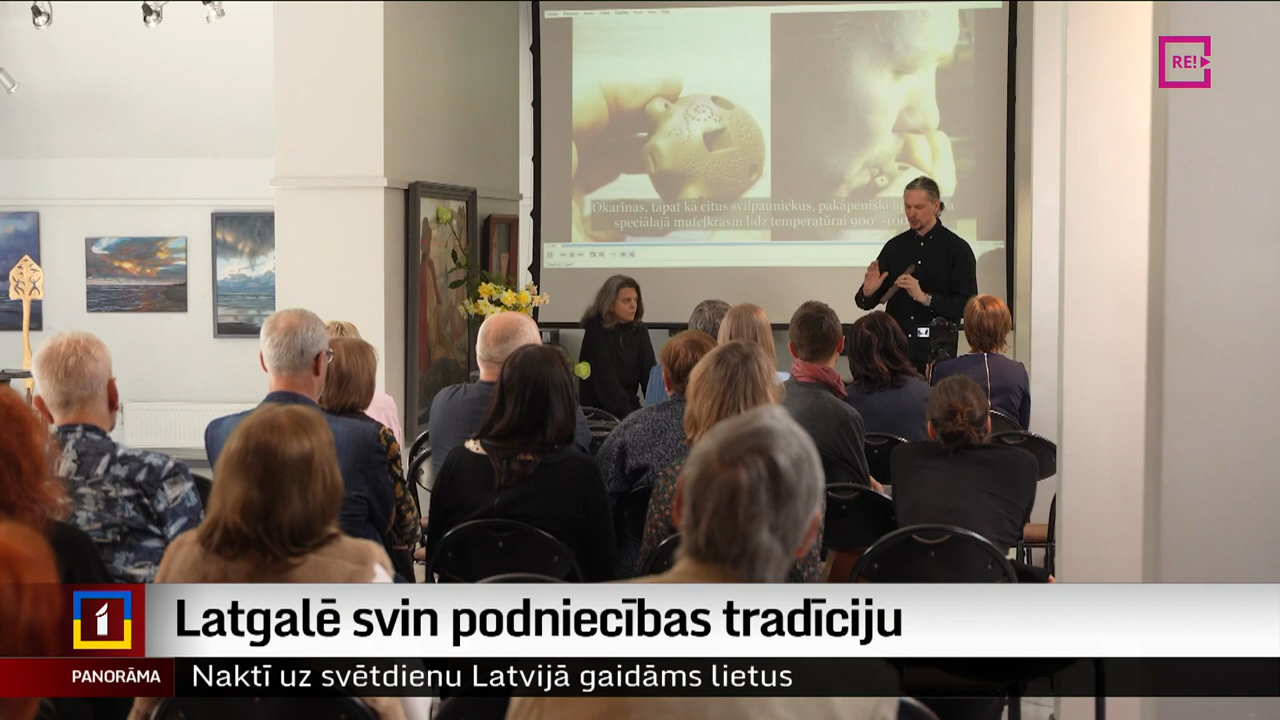 RE!
Okarīnas, tāpat kā citus svilpauniekus, pakāpeniski
speciālajā mufeļkrāsnī līdz temperatūrai 900
1
Latgalē svin podniecības tradīciju
PANORĀMA
Naktī uz svētdienu Latvijā gaidāms lietus